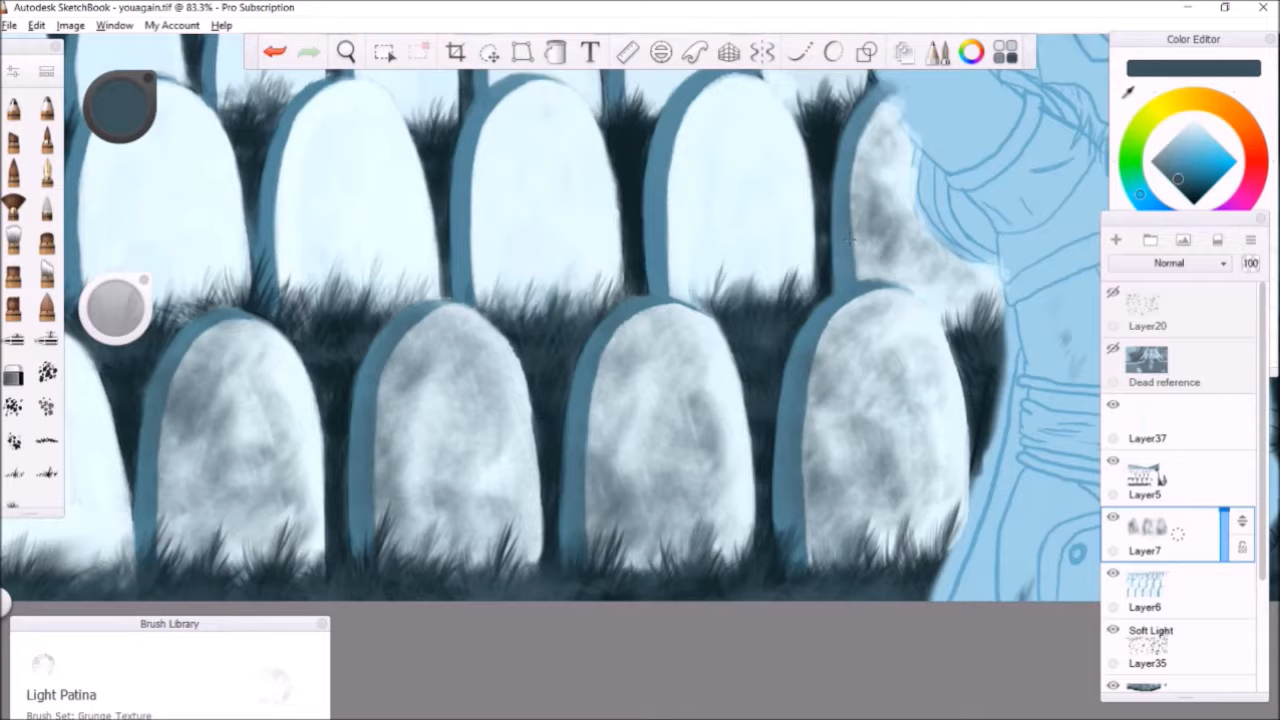 Autodesk SketchBook - youagain.tif @ 83.3% - Pro Subscription
File Edit Image Window My Account Help
T
Color Editor
Normal 100
Layer20
Dead reference
Layer37
Layer5
Layer7
Layer6
Soft Light
Layer35
Brush Library
Light Patina
Brush Set: Grunge Texture